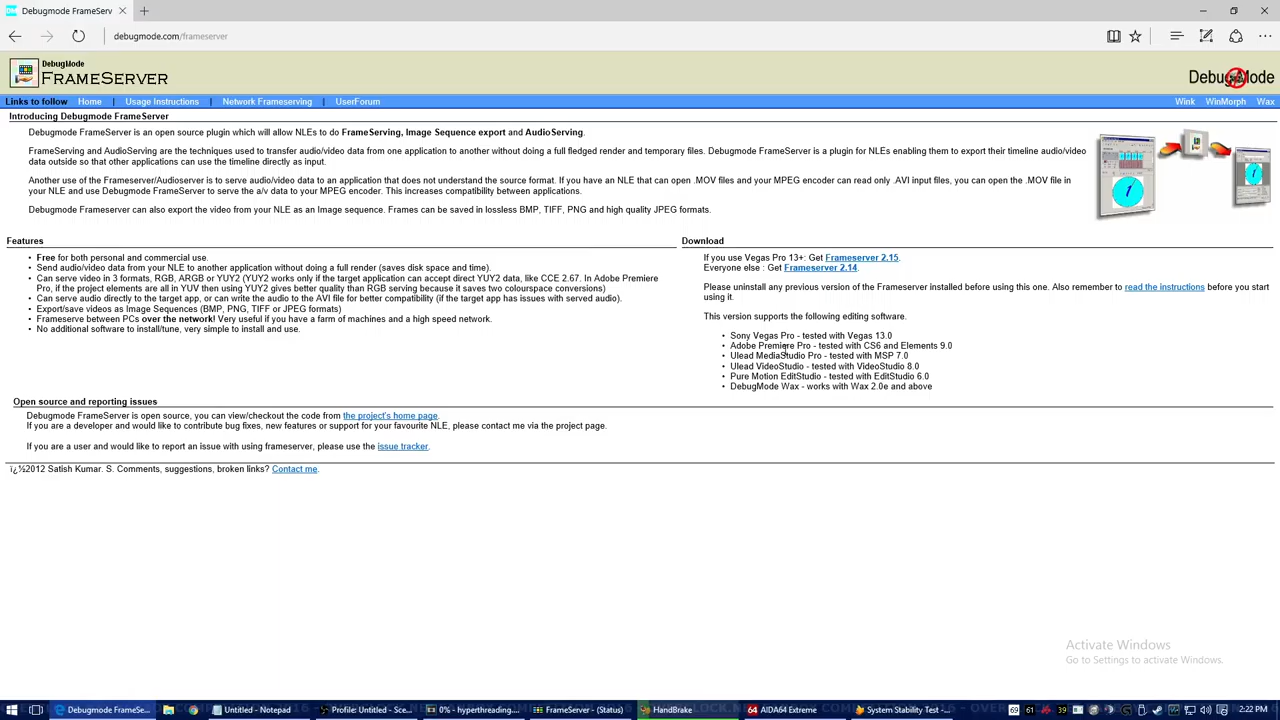 Debugmode FrameServ
debugmode.com/frameserver
DebugMode
FRAMESERVER
DebugMode
Links to follow Home | Usage Instructions | Network Frameserving | UserForum
Wink WinMorph Wax
Introducing Debugmode FrameServer
Debugmode FrameServer is an open source plugin which will allow NLEs to do FrameServing, Image Sequence export and AudioServing.
FrameServing and AudioServing are the techniques used to transfer audio/video data from one application to another without doing a full fledged render and temporary files. Debugmode FrameServer is a plugin for NLEs enabling them to export their timeline audio/video
data outside so that other applications can use the timeline directly as input.
Another use of the Frameserver/Audioserver is to serve audio/video data to an application that does not understand the source format. If you have an NLE that can open .MOV files and your MPEG encoder can read only .AVI input files, you can open the .MOV file in
your NLE and use Debugmode FrameServer to serve the a/v data to your MPEG encoder. This increases compatibility between applications.
Debugmode Frameserver can also export the video from your NLE as an Image sequence. Frames can be saved in lossless BMP, TIFF, PNG and high quality JPEG formats.
Features
• Free for both personal and commercial use.
• Send audio/video data from your NLE to another application without doing a full render (saves disk space and time).
• Can serve video in 3 formats, RGB, ARGB or YUY2 (YUY2 works only if the target application can accept direct YUY2 data, like CCE 2.67. In Adobe Premiere
Pro, if the project elements are all in YUV then using YUY2 gives better quality than RGB serving because it saves two colourspace conversions)
• Can serve audio directly to the target app, or can write the audio to the AVI file for better compatibility (if the target app has issues with served audio).
• Export/save videos as Image Sequences (BMP, PNG, TIFF or JPEG formats)
• Frameserve between PCs over the network! Very useful if you have a farm of machines and a high speed network.
• No additional software to install/tune, very simple to install and use.
Download
If you use Vegas Pro 13+: Get Frameserver 2.15.
Everyone else : Get Frameserver 2.14.
Please uninstall any previous version of the Frameserver installed before using this one. Also remember to read the instructions before you start
using it.
This version supports the following editing software.
• Sony Vegas Pro - tested with Vegas 13.0
• Adobe Premiere Pro - tested with CS6 and Elements 9.0
• Ulead MediaStudio Pro - tested with MSP 7.0
• Ulead VideoStudio - tested with VideoStudio 8.0
• Pure Motion EditStudio - tested with EditStudio 6.0
• DebugMode Wax - works with Wax 2.0e and above
Open source and reporting issues
Debugmode FrameServer is open source, you can view/checkout the code from the project's home page.
If you are a developer and would like to contribute bug fixes, new features or support for your favourite NLE, please contact me via the project page.
If you are a user and would like to report an issue with using frameserver, please use the issue tracker.
ï¿½2012 Satish Kumar. S. Comments, suggestions, broken links? Contact me.
Activate Windows
Go to Settings to activate Windows.
Debugmode FrameSe... Untitled - Notepad Profile: Untitled - Sce... 0% - hyperthreading.... FrameServer - (Status) HandBrake 64 AIDA64 Extreme System Stability Test -... 69 61 39 2:22 PM